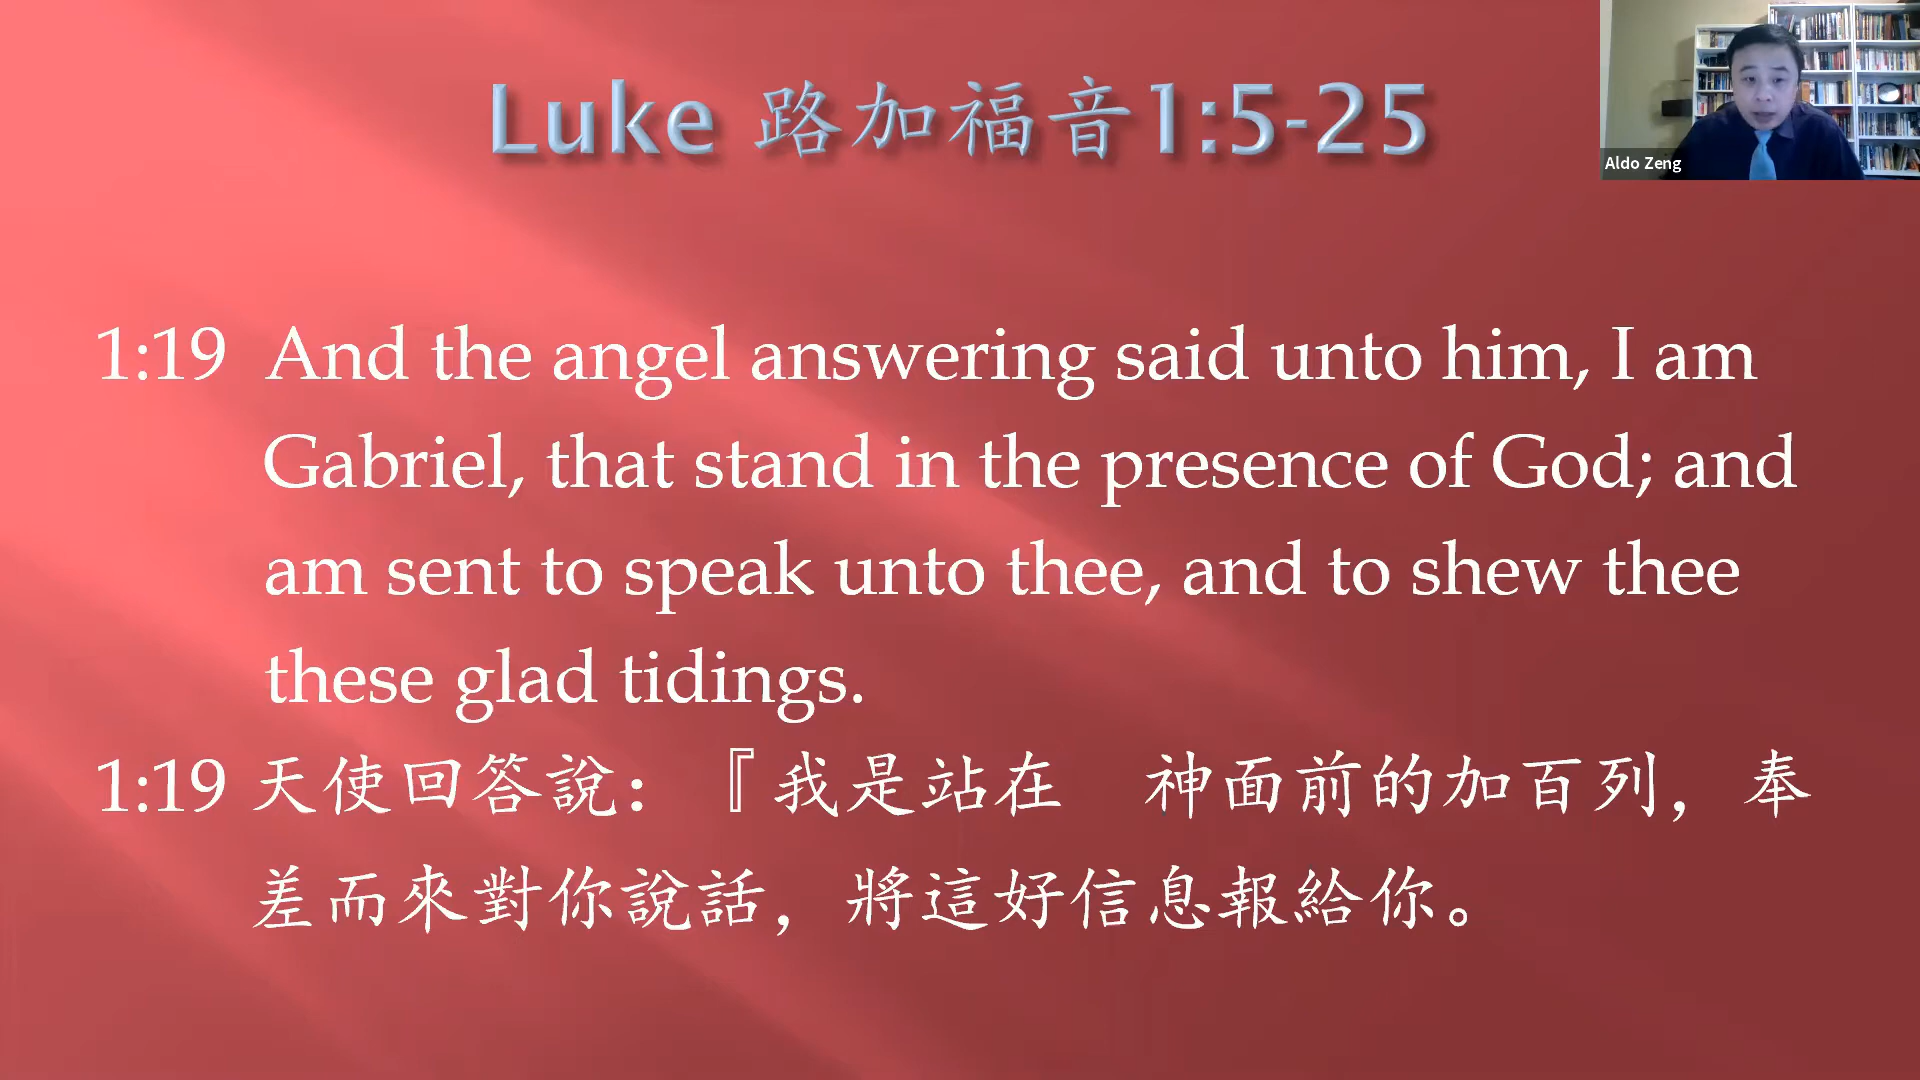 Luke 路加福音1:5-25
Aldo Zeng
1:19 And the angel answering said unto him, I am
Gabriel, that stand in the presence of God; and
am sent to speak unto thee, and to shew thee
these glad tidings.
1:19 天使回答說：『我是站在　神面前的加百列，奉
差而來對你說話，將這好信息報給你。